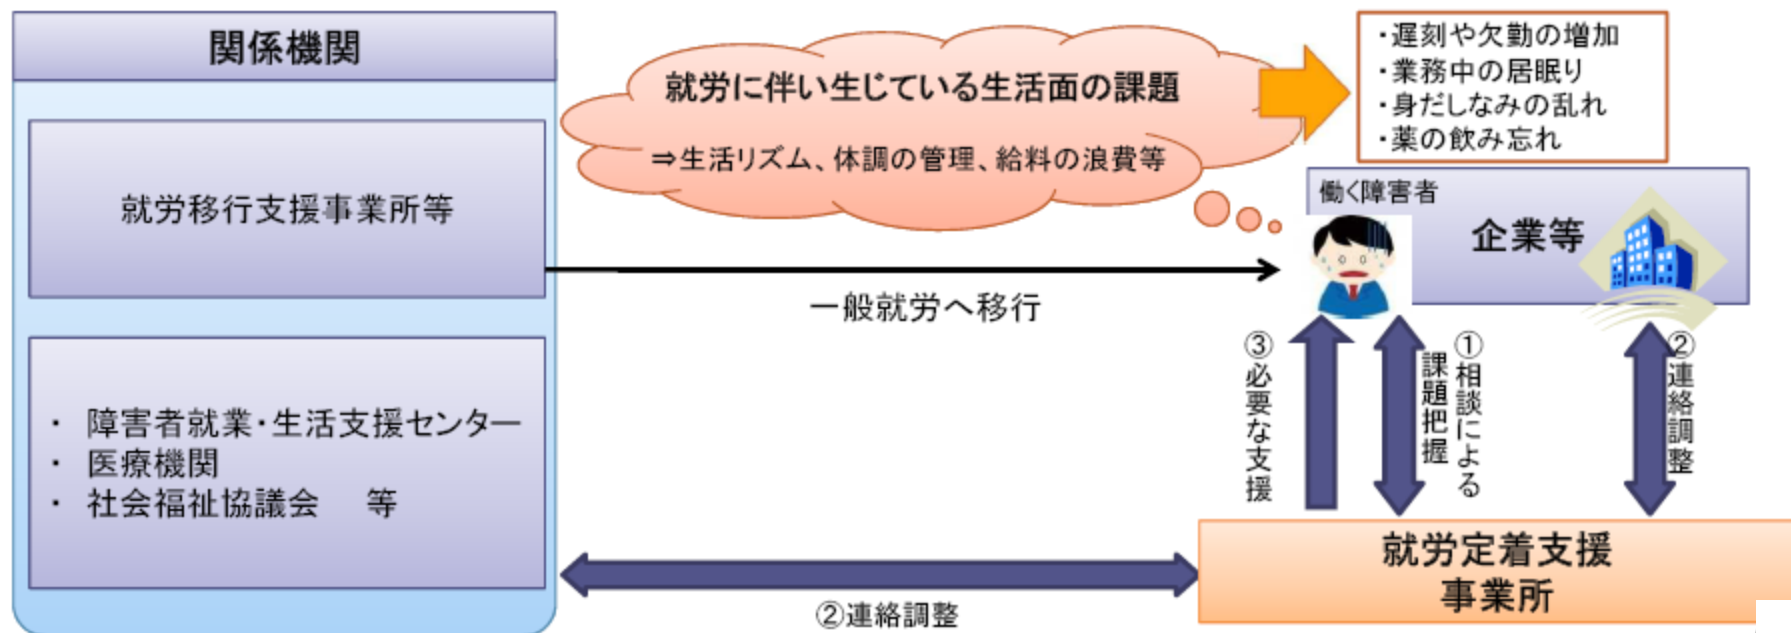 関係機関
就労移行支援事業所等
・ 障害者就業・生活支援センター
・ 医療機関
・ 社会福祉協議会　等
就労に伴い生じている生活面の課題
⇒生活リズム、体調の管理、給料の浪費等
・遅刻や欠勤の増加
・業務中の居眠り
・身だしなみの乱れ
・薬の飲み忘れ
働く障害者
企業等
一般就労へ移行
③必要な支援
①相談による
課題把握
②連絡調整
②連絡調整
就労定着支援
事業所